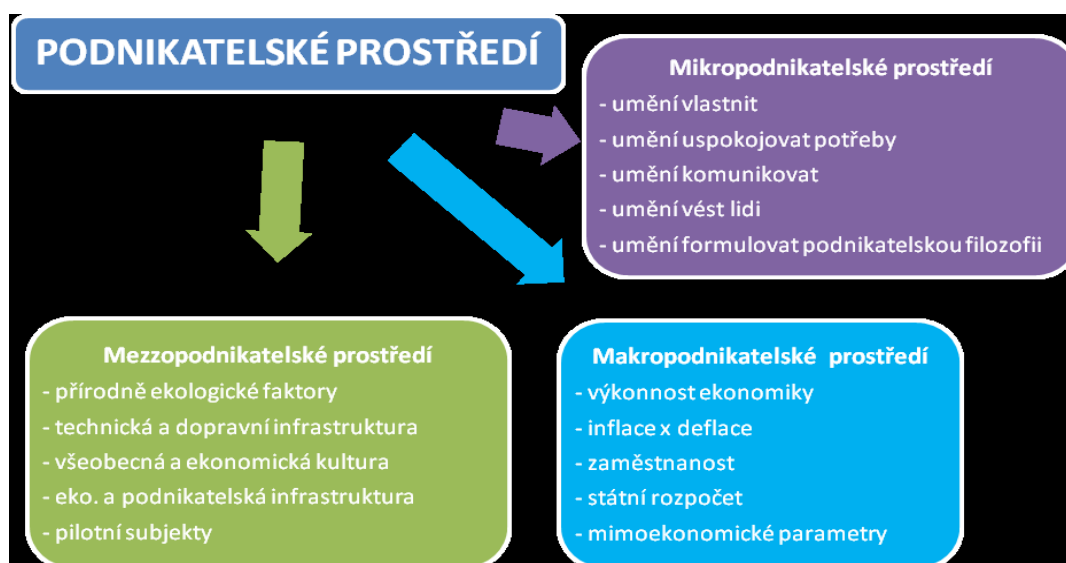 PODNIKATELSKÉ PROSTŘEDÍ
Mikropodnikatelské prostředí
- umění vlastnit
- umění uspokojovat potřeby
- umění komunikovat
- umění vést lidi
- umění formulovat podnikatelskou filozofii
Mezzopodnikatelské prostředí
- přírodně ekologické faktory
- technická a dopravní infrastruktura
- všeobecná a ekonomická kultura
- eko. a podnikatelská infrastruktura
- pilotní subjekty
Makropodnikatelské prostředí
- výkonnost ekonomiky
- inflace x deflace
- zaměstnanost
- státní rozpočet
- mimoekonomické parametry